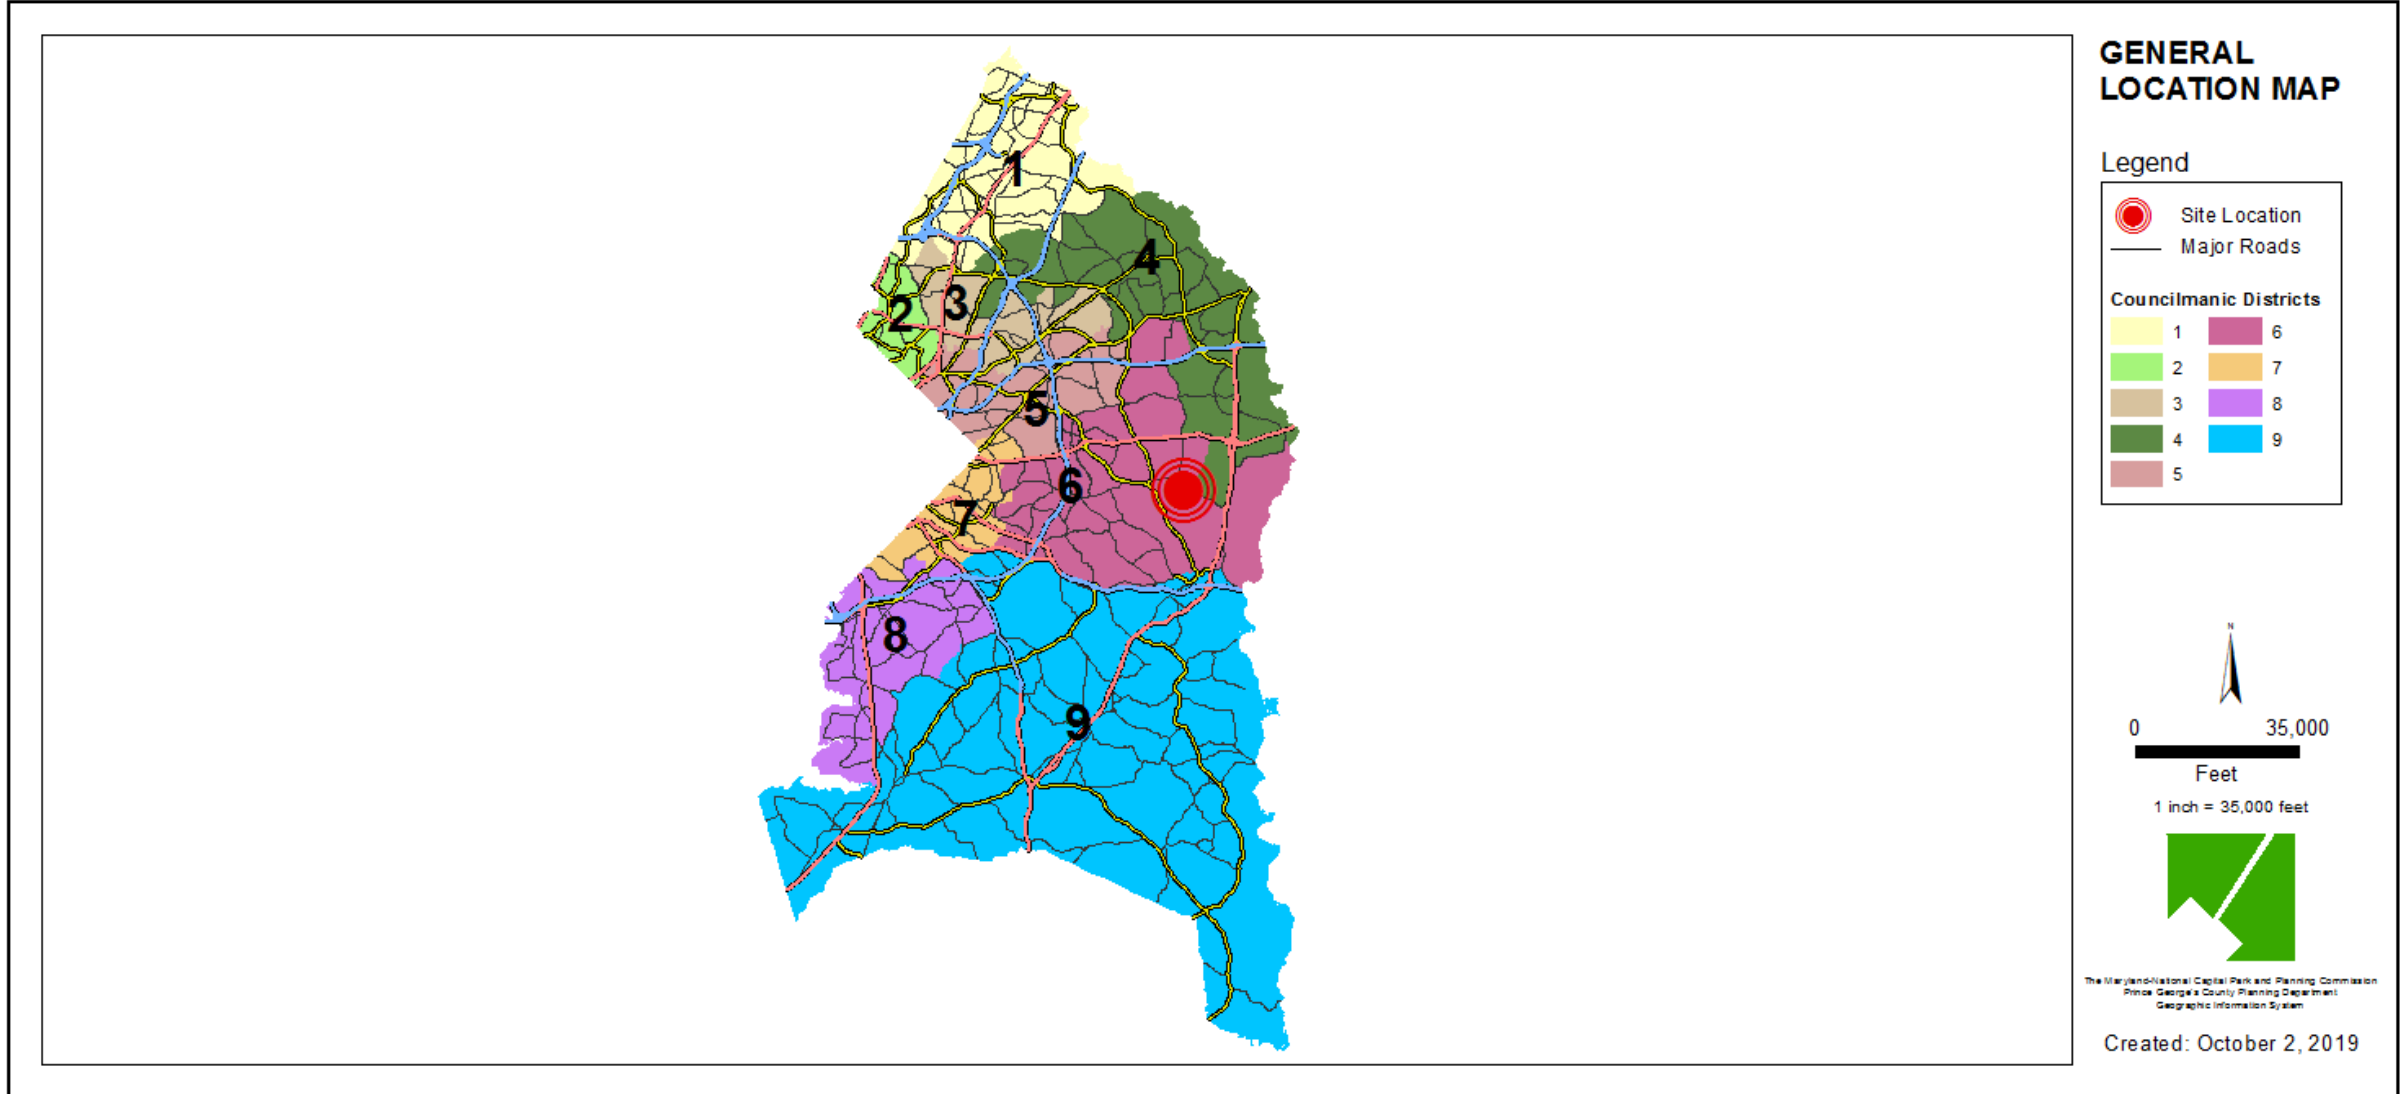 GENERAL
LOCATION MAP
Legend
Site Location
Major Roads
Councilmanic Districts
1 6
2 7
3 8
4 9
5
1
4
2
3
5
6
7
8
9
N
0 35,000
Feet
1 inch = 35,000 feet
The Maryland-National Capital Park and Planning Commission
Prince George's County Planning Department
Geographic Information System
Created: October 2, 2019